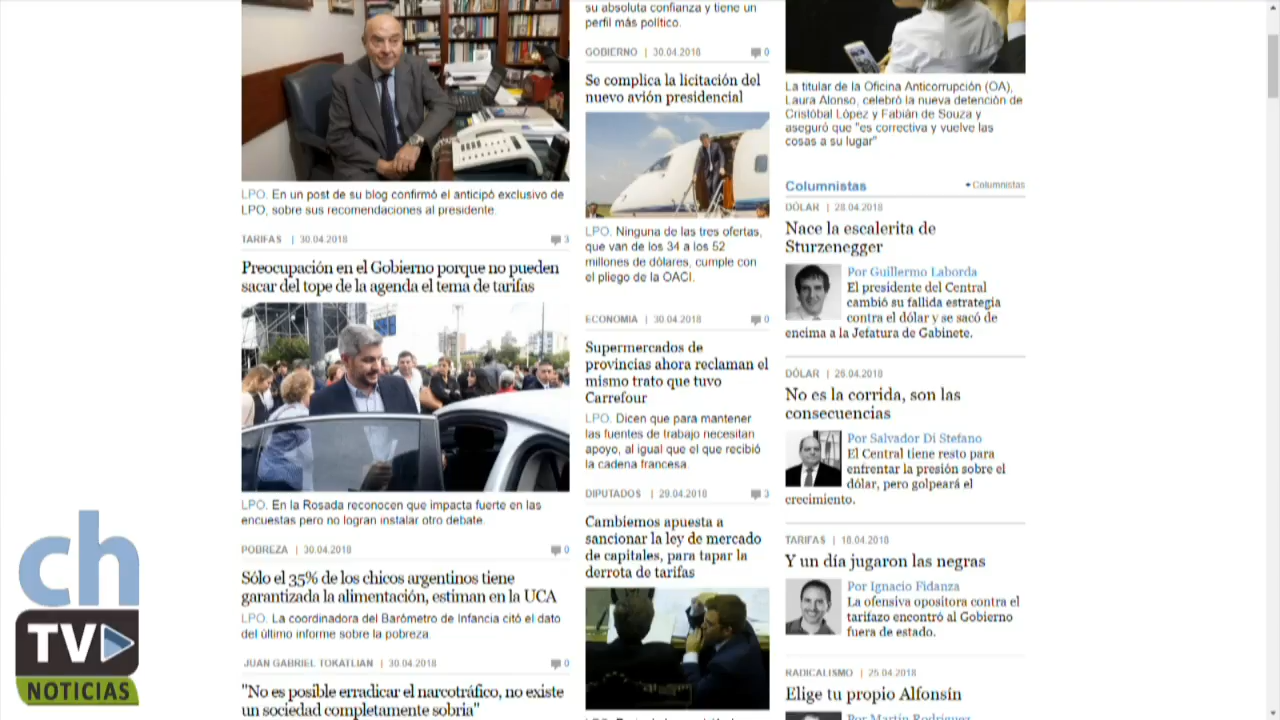 LPO. En un post de su blog confirmó el anticipó exclusivo de
LPO, sobre sus recomendaciones al presidente.
TARIFAS | 30.04.2018 3
Preocupación en el Gobierno porque no pueden
sacar del tope de la agenda el tema de tarifas
LPO. En la Rosada reconocen que impacta fuerte en las
encuestas pero no logran instalar otro debate.
POBREZA | 30.04.2018 0
Sólo el 35% de los chicos argentinos tiene
garantizada la alimentación, estiman en la UCA
LPO. La coordinadora del Barómetro de Infancia citó el dato
del último informe sobre la pobreza.
JUAN GABRIEL TOKATLIAN | 30.04.2018 0
"No es posible erradicar el narcotráfico, no existe
un sociedad completamente sobria"
su absoluta confianza y tiene un
perfil más político.
GOBIERNO | 30.04.2018 0
Se complica la licitación del
nuevo avión presidencial
LPO. Ninguna de las tres ofertas,
que van de los 34 a los 52
millones de dólares, cumple con
el pliego de la OACI.
ECONOMIA | 30.04.2018 0
Supermercados de
provincias ahora reclaman el
mismo trato que tuvo
Carrefour
LPO. Dicen que para mantener
las fuentes de trabajo necesitan
apoyo, al igual que el que recibió
la cadena francesa.
DIPUTADOS | 29.04.2018 3
Cambiemos apuesta a
sancionar la ley de mercado
de capitales, para tapar la
derrota de tarifas
La titular de la Oficina Anticorrupción (OA),
Laura Alonso, celebró la nueva detención de
Cristóbal López y Fabián de Souza y
aseguró que "es correctiva y vuelve las
cosas a su lugar"
Columnistas + Columnistas
DÓLAR | 28.04.2018
Nace la escalerita de
Sturzenegger
Por Guillermo Laborda
El presidente del Central
cambió su fallida estrategia
contra el dólar y se sacó de
encima a la Jefatura de Gabinete.
DÓLAR | 26.04.2018
No es la corrida, son las
consecuencias
Por Salvador Di Stefano
El Central tiene resto para
enfrentar la presión sobre el
dólar, pero golpeará el
crecimiento.
TARIFAS | 18.04.2018
Y un día jugaron las negras
Por Ignacio Fidanza
La ofensiva opositora contra el
tarifazo encontró al Gobierno
fuera de estado.
RADICALISMO | 25.04.2018
Elige tu propio Alfonsín
Por Martín Rodríguez
ch
TV
NOTICIAS